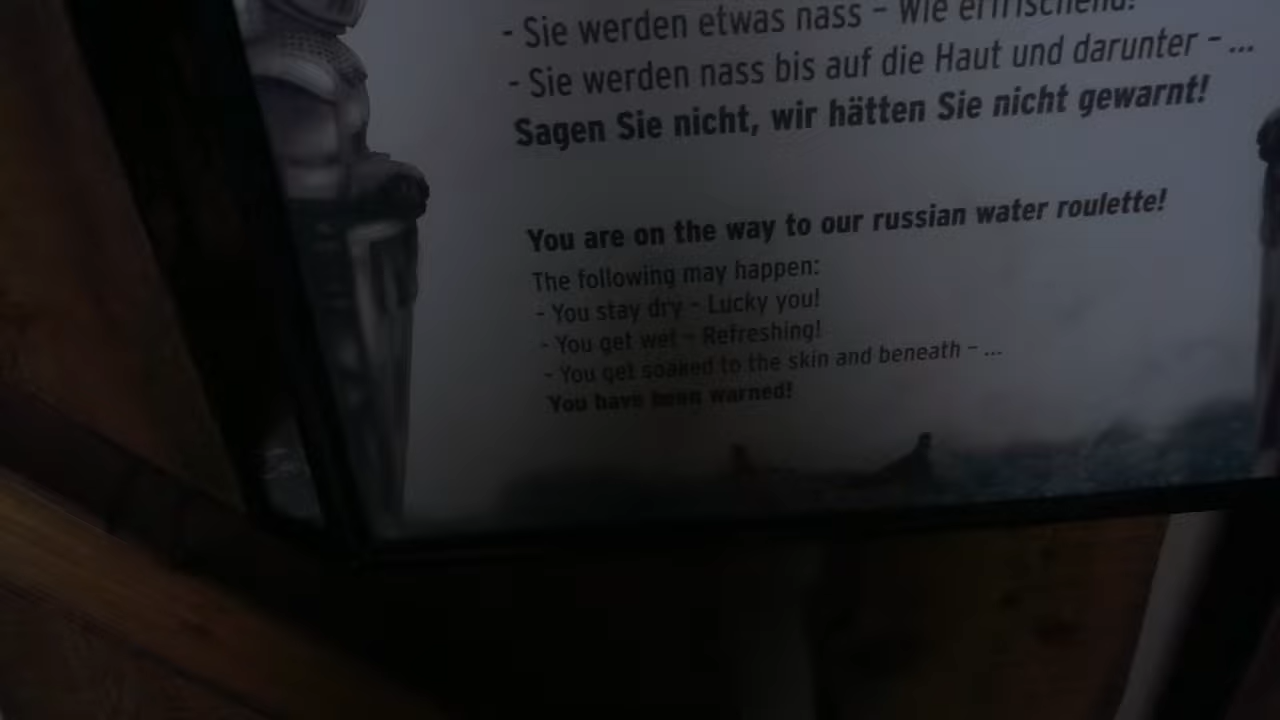 - Sie werden etwas nass – Wie erfrischend!
- Sie werden nass bis auf die Haut und darunter – ...
Sagen Sie nicht, wir hätten Sie nicht gewarnt!
You are on the way to our russian water roulette!
The following may happen:
- You stay dry – Lucky you!
- You get wet – Refreshing!
- You get soaked to the skin and beneath – ...
You have been warned!